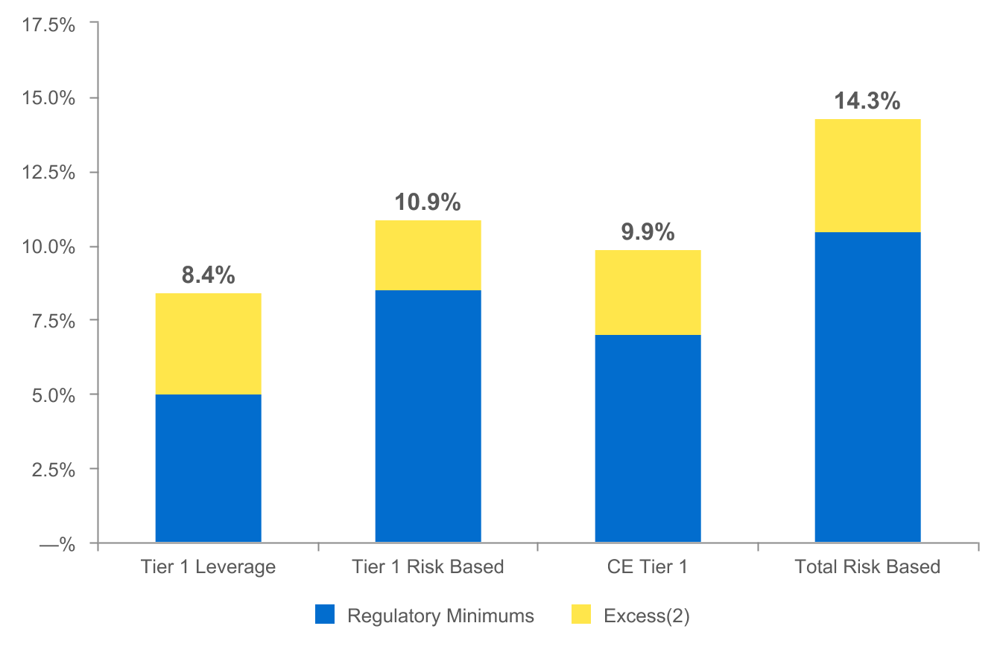 17.5%
15.0%
12.5%
10.0%
7.5%
5.0%
2.5%
—%
8.4%
10.9%
9.9%
14.3%
Tier 1 Leverage
Tier 1 Risk Based
CE Tier 1
Total Risk Based
Regulatory Minimums
Excess(2)